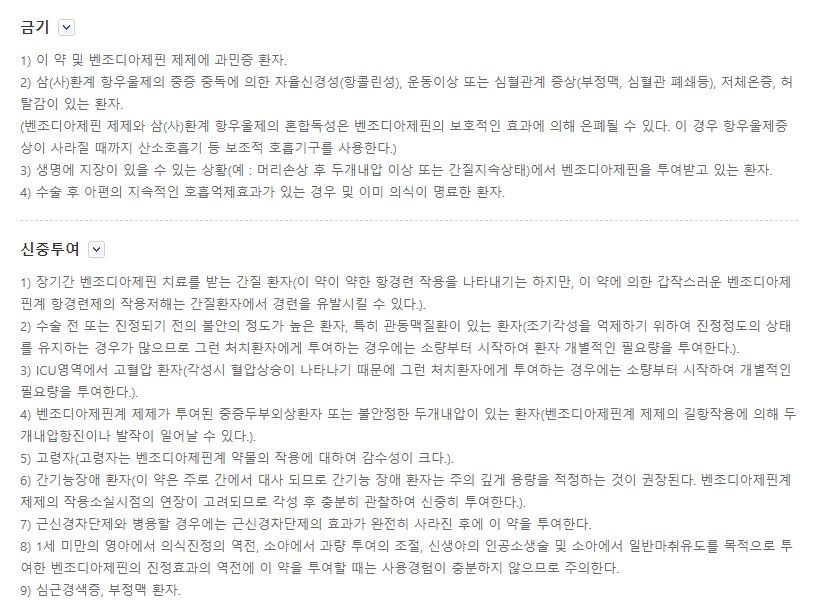 금기
1) 이 약 및 벤조디아제핀 제제에 과민증 환자.
2) 삼(사)환계 항우울제의 중증 중독에 의한 자율신경성(항콜린성), 운동이상 또는 심혈관계 증상(부정맥, 심혈관 폐쇄등), 저체온증, 허
탈감이 있는 환자.
(벤조디아제핀 제제와 삼(사)환계 항우울제의 혼합독성은 벤조디아제핀의 보호적인 효과에 의해 은폐될 수 있다. 이 경우 항우울제증
상이 사라질 때까지 산소호흡기 등 보조적 호흡기구를 사용한다.)
3) 생명에 지장이 있을 수 있는 상황(예 : 머리손상 후 두개내압 이상 또는 간질지속상태)에서 벤조디아제핀을 투여받고 있는 환자.
4) 수술 후 아편의 지속적인 호흡억제효과가 있는 경우 및 이미 의식이 명료한 환자.
신중투여
1) 장기간 벤조디아제핀 치료를 받는 간질 환자(이 약이 약한 항경련 작용을 나타내기는 하지만, 이 약에 의한 갑작스러운 벤조디아제
핀계 항경련제의 작용저해는 간질환자에서 경련을 유발시킬 수 있다.).
2) 수술 전 또는 진정되기 전의 불안의 정도가 높은 환자, 특히 관동맥질환이 있는 환자(조기각성을 억제하기 위하여 진정정도의 상태
를 유지하는 경우가 많으므로 그런 처치환자에게 투여하는 경우에는 소량부터 시작하여 환자 개별적인 필요량을 투여한다.).
3) ICU영역에서 고혈압 환자(각성시 혈압상승이 나타나기 때문에 그런 처치환자에게 투여하는 경우에는 소량부터 시작하여 개별적인
필요량을 투여한다.).
4) 벤조디아제핀계 제제가 투여된 중증두부외상환자 또는 불안정한 두개내압이 있는 환자(벤조디아제핀계 제제의 길항작용에 의해 두
개내압항진이나 발작이 일어날 수 있다.).
5) 고령자(고령자는 벤조디아제핀계 약물의 작용에 대하여 감수성이 크다.).
6) 간기능장애 환자(이 약은 주로 간에서 대사 되므로 간기능 장애 환자는 주의 깊게 용량을 적정하는 것이 권장된다. 벤조디아제핀계
제제의 작용소실시점의 연장이 고려되므로 각성 후 충분히 관찰하여 신중히 투여한다.).
7) 근신경차단제와 병용할 경우에는 근신경차단제의 효과가 완전히 사라진 후에 이 약을 투여한다.
8) 1세 미만의 영아에서 의식진정의 역전, 소아에서 과량 투여의 조절, 신생아의 인공소생술 및 소아에서 일반마취유도를 목적으로 투
여한 벤조디아제핀의 진정효과의 역전에 이 약을 투여할 때는 사용경험이 충분하지 않으므로 주의한다.
9) 심근경색증, 부정맥 환자.